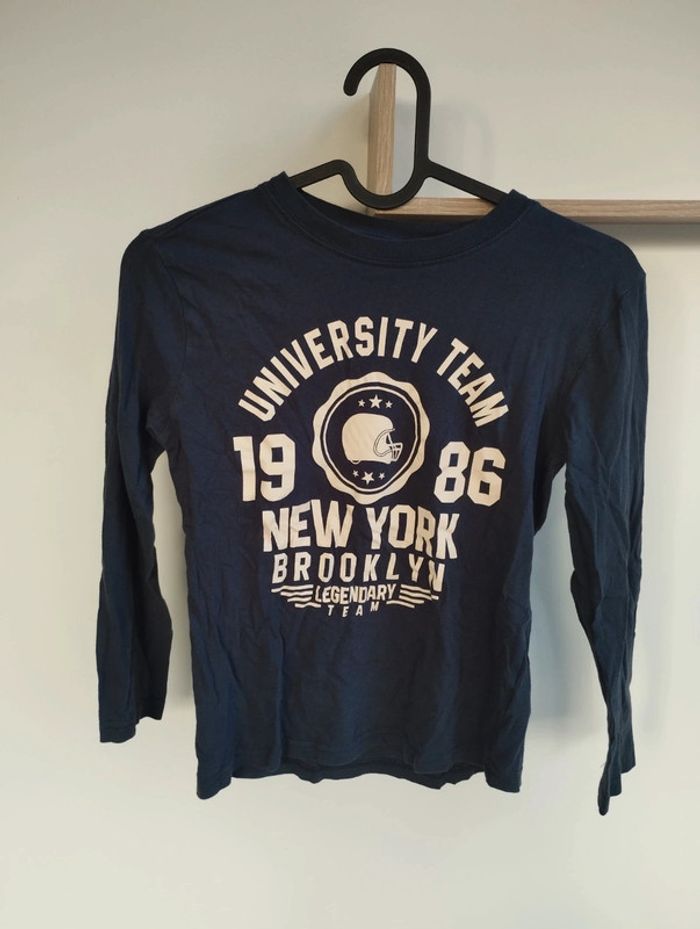 UNIVERSITY TEAM
19 86
NEW YORK
BROOKLYN
LEGENDARY
TEAM